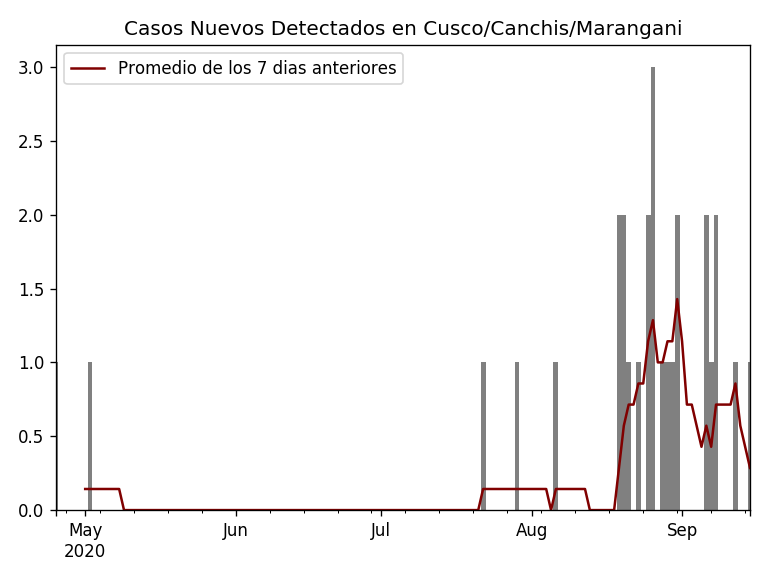 Casos Nuevos Detectados en Cusco/Canchis/Marangani
Promedio de los 7 dias anteriores
3.0
2.5
2.0
1.5
1.0
0.5
0.0
May Jun Jul Aug Sep
2020